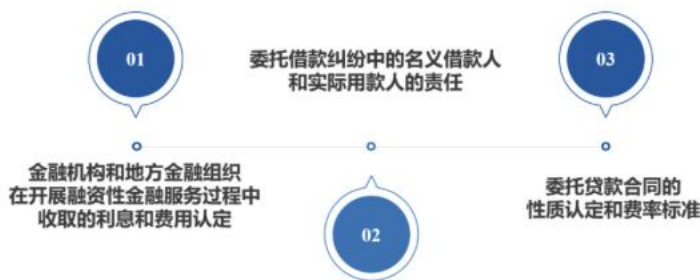 01
金融机构和地方金融组织
在开展融资性金融服务过程中
收取的利息和费用认定
委托借款纠纷中的名义借款人
和实际用款人的责任
02
03
委托贷款合同的
性质认定和费率标准